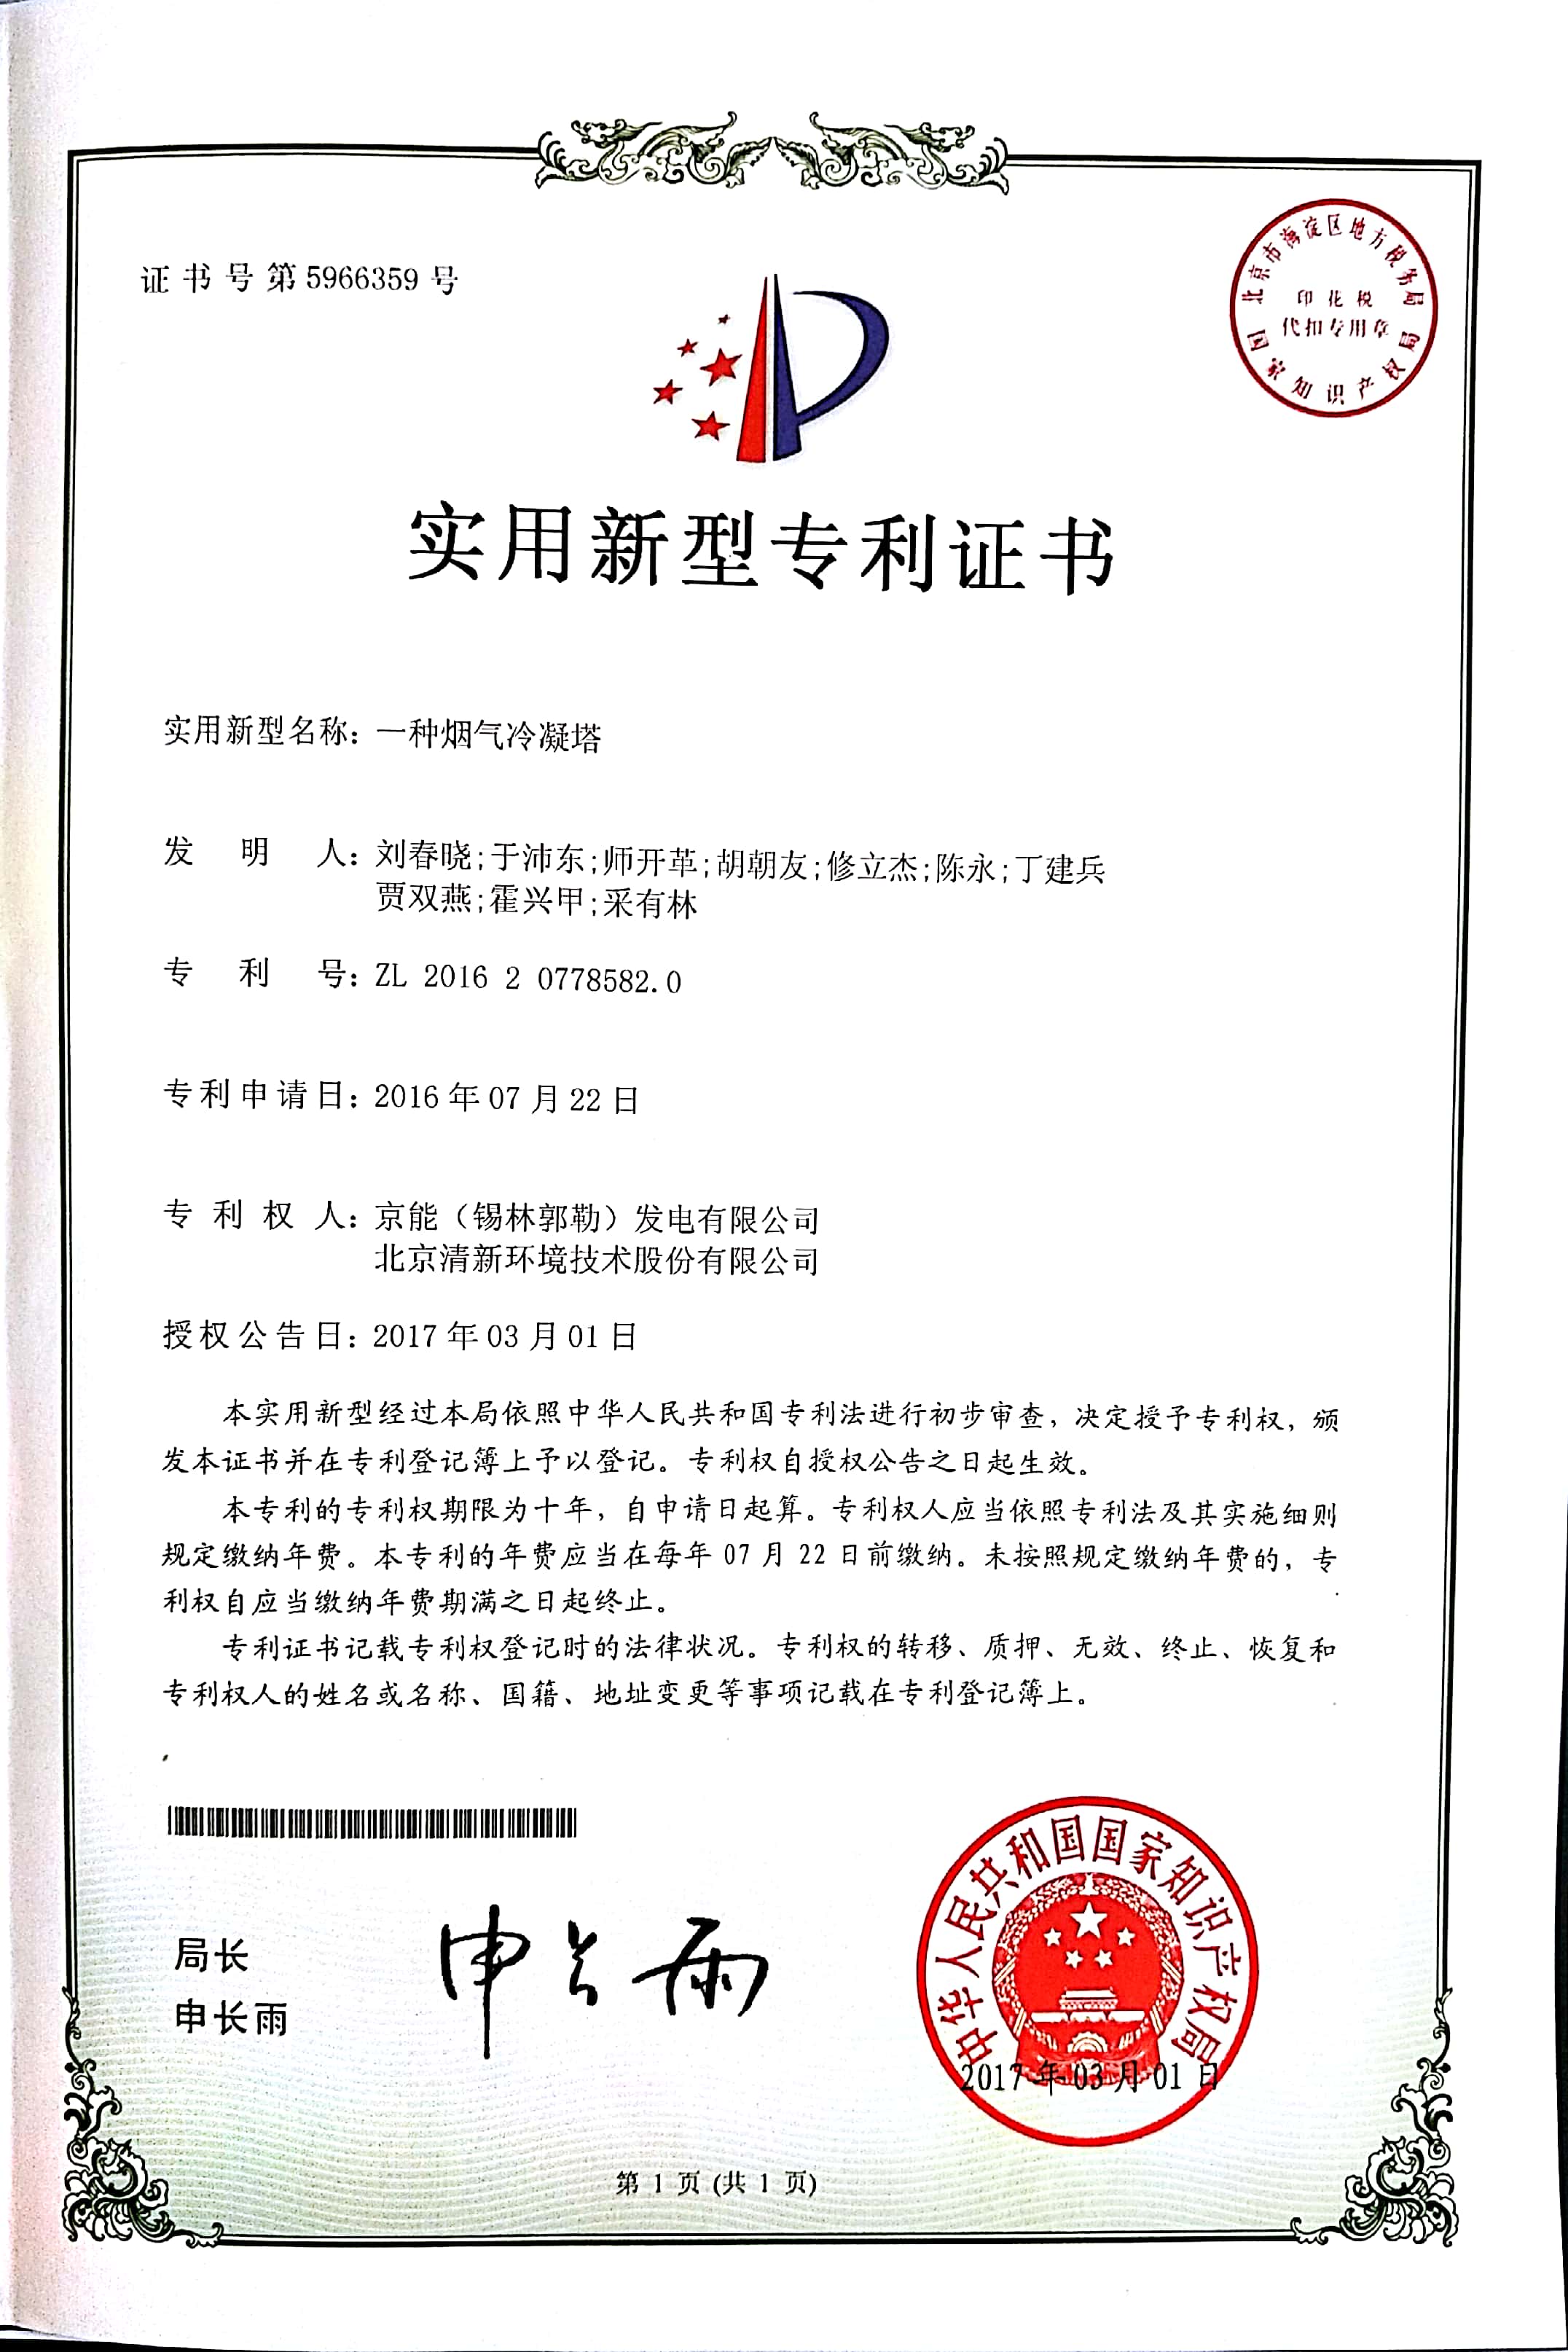 证书号第5966359号
北京市海淀区地方税务局
印花税
代扣专用章
国家知识产权局
实用新型专利证书
实用新型名称：一种烟气冷凝塔
发明人：刘春晓;于沛东;师开革;胡朝友;修立杰;陈永;丁建兵
贾双燕;霍兴甲;采有林
专利号：ZL 2016 2 0778582.0
专利申请日：2016年07月22日
专利权人：京能（锡林郭勒）发电有限公司
北京清新环境技术股份有限公司
授权公告日：2017年03月01日
本实用新型经过本局依照中华人民共和国专利法进行初步审查，决定授予专利权，颁
发本证书并在专利登记簿上予以登记。专利权自授权公告之日起生效。
本专利的专利权期限为十年，自申请日起算。专利权人应当依照专利法及其实施细则
规定缴纳年费。本专利的年费应当在每年07月22日前缴纳。未按照规定缴纳年费的，专
利权自应当缴纳年费期满之日起终止。
专利证书记载专利权登记时的法律状况。专利权的转移、质押、无效、终止、恢复和
专利权人的姓名或名称、国籍、地址变更等事项记载在专利登记簿上。
局长
申长雨
申长雨
中华人民共和国国家知识产权局
2017年03月01日
第1页(共1页)